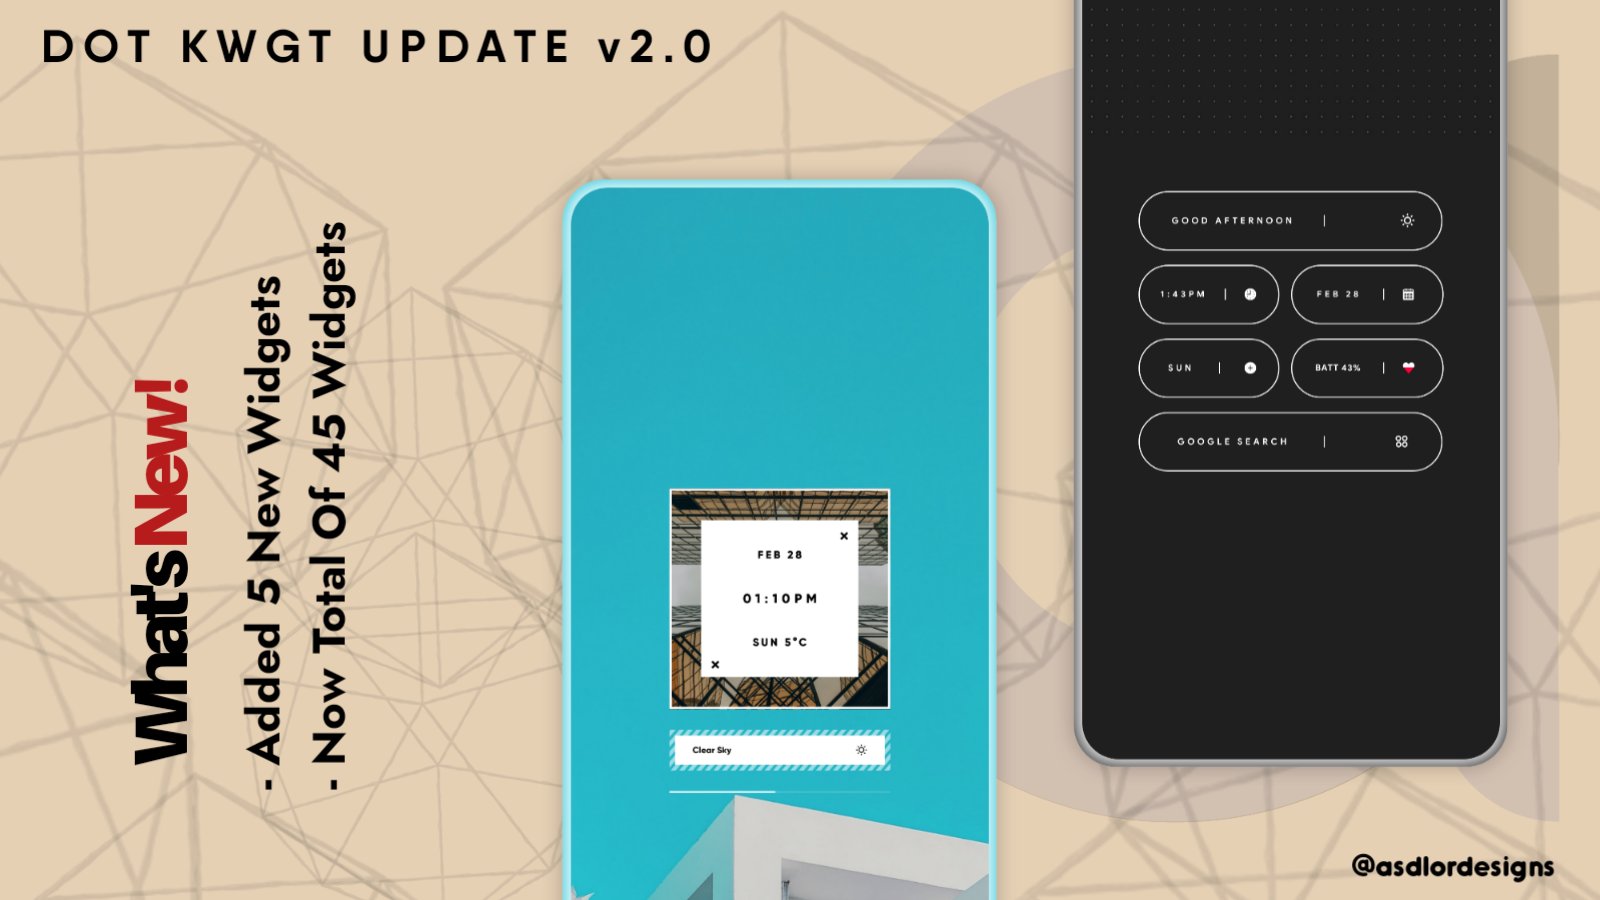 DOT KWGT UPDATE v2.0
What's New!
- Added 5 New Widgets
- Now Total Of 45 Widgets
FEB 28
01:10PM
SUN 5°C
Clear Sky
GOOD AFTERNOON |
1:43PM |
FEB 28 |
SUN |
BATT 43% |
GOOGLE SEARCH |
@asdlordesigns